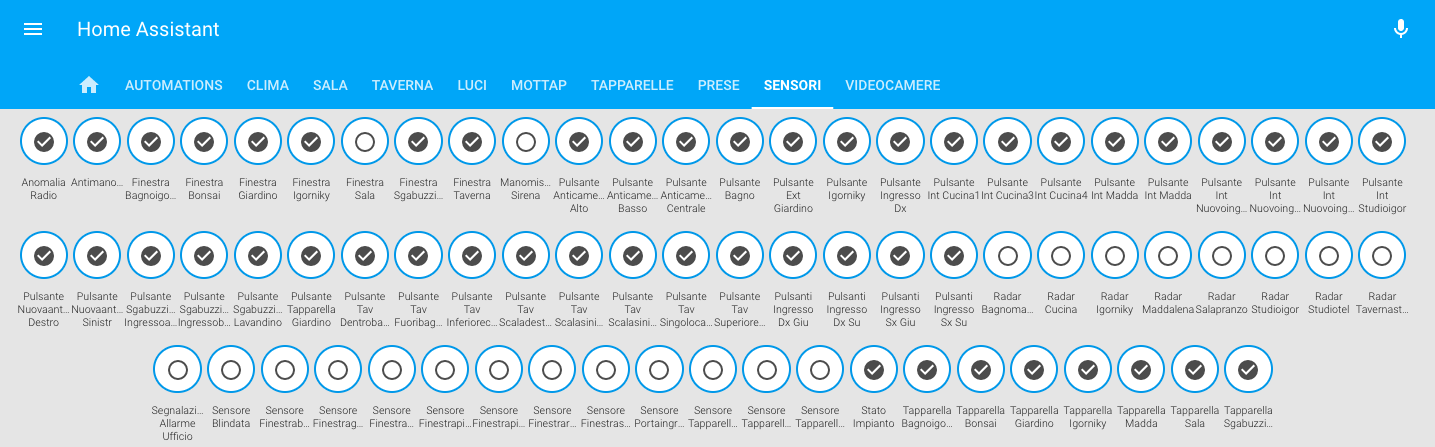 Home Assistant
AUTOMATIONS CLIMA SALA TAVERNA LUCI MOTTAP TAPPARELLE PRESE SENSORI VIDEOCAMERE
Anomalia Antimano... Finestra Finestra Finestra Finestra Finestra Finestra Finestra Manomis... Pulsante Pulsante Pulsante Pulsante Pulsante Pulsante Pulsante Pulsante Pulsante Pulsante Pulsante Pulsante Pulsante Pulsante Pulsante Pulsante
Radio Bagnoigo... Bonsai Giardino Igorniky Sala Sgabuzzi... Taverna Sirena Anticame... Anticame... Anticame... Bagno Ext Igorniky Ingresso Int Cucina1 Int Cucina3 Int Cucina4 Int Madda Int Madda Int Int Int Int
Alto Basso Centrale Giardino Dx Nuovoing... Nuovoing... Nuovoing... Studioigor
Pulsante Pulsante Pulsante Pulsante Pulsante Pulsante Pulsante Pulsante Pulsante Pulsante Pulsante Pulsante Pulsante Pulsante Pulsanti Pulsanti Pulsanti Pulsanti Radar Radar Radar Radar Radar Radar Radar Radar
Nuovaant... Nuovaant... Sgabuzzi... Sgabuzzi... Sgabuzzi... Tapparella Tav Tav Tav Tav Tav Tav Tav Tav Ingresso Ingresso Ingresso Ingresso Bagnoma... Cucina Igorniky Maddalena Salapranzo Studioigor Studiotel Tavernast...
Destro Sinistr Ingressoa... Ingressob... Lavandino Giardino Dentroba... Fuoribag... Inferiorec... Scaladest... Scalasini... Scalasini... Singoloca... Superiore... Dx Giu Dx Su Sx Giu Sx Su
Segnalazi... Sensore Sensore Sensore Sensore Sensore Sensore Sensore Sensore Sensore Sensore Sensore Sensore Stato Tapparella Tapparella Tapparella Tapparella Tapparella Tapparella Tapparella
Allarme Blindata Finestrab... Finestrag... Finestra... Finestrapi... Finestrapi... Finestrar... Finestras... Portaingr... Tapparell... Tapparell... Tapparell... Impianto Bagnoigo... Bonsai Giardino Igorniky Madda Sala Sgabuzzi...
Ufficio